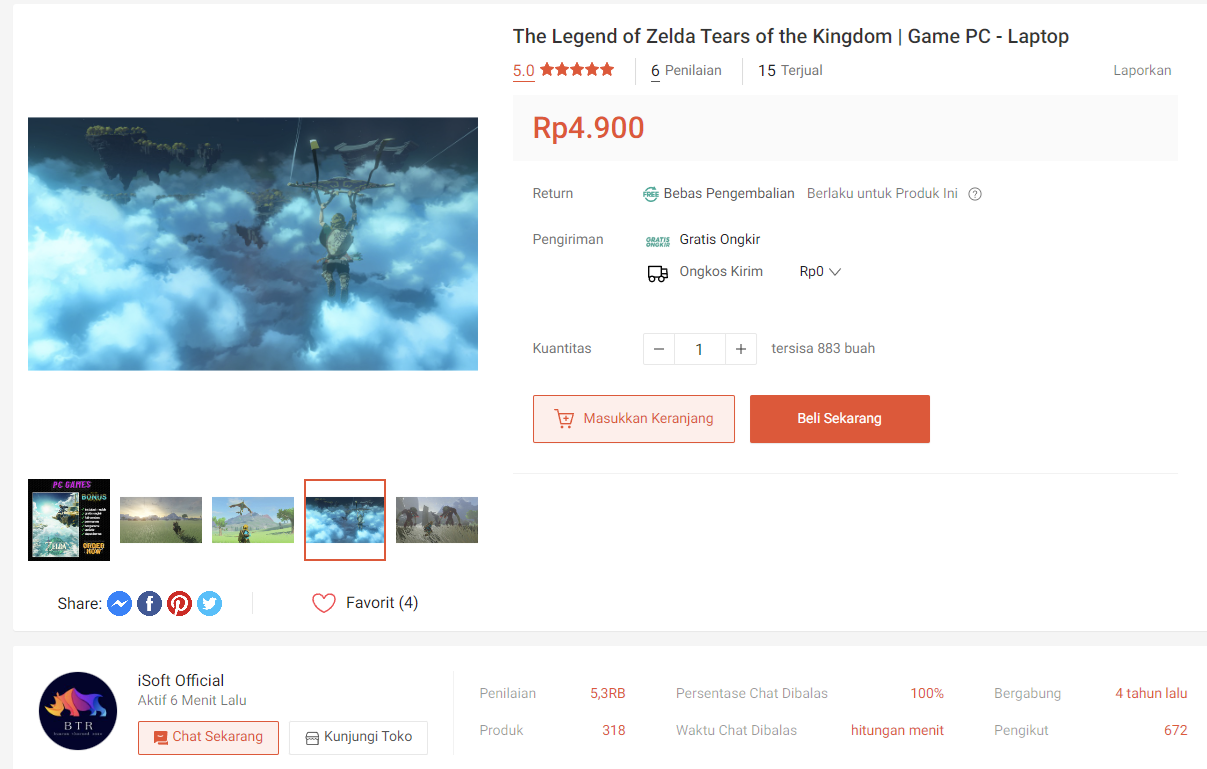 The Legend of Zelda Tears of the Kingdom | Game PC - Laptop
5.0
6 Penilaian
15 Terjual
Laporkan
Rp4.900
Return
FREE Bebas Pengembalian Berlaku untuk Produk Ini ?
Pengiriman
GRATIS ONGKIR Gratis Ongkir
Ongkos Kirim Rp0
Kuantitas
1
tersisa 883 buah
Masukkan Keranjang
Beli Sekarang
PC GAMES
BONUS
ZELDA
ORDER
NOW
Share:
Favorit (4)
BTR
iSoft Official
Aktif 6 Menit Lalu
Chat Sekarang
Kunjungi Toko
Penilaian 5,3RB
Produk 318
Persentase Chat Dibalas 100%
Waktu Chat Dibalas hitungan menit
Bergabung 4 tahun lalu
Pengikut 672